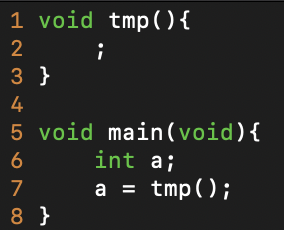 1 void tmp(){
2     ;
3 }
4
5 void main(void){
6     int a;
7     a = tmp();
8 }